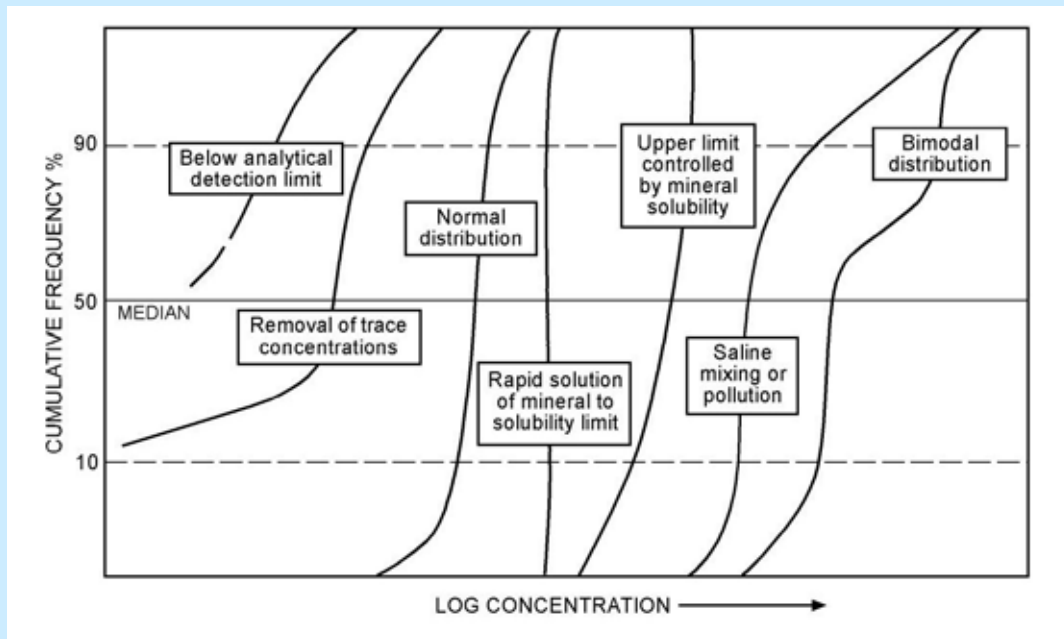 CUMULATIVE FREQUENCY %
90
50
10
MEDIAN
Below analytical
detection limit
Removal of trace
concentrations
Normal
distribution
Rapid solution
of mineral to
solubility limit
Upper limit
controlled
by mineral
solubility
Saline
mixing or
pollution
Bimodal
distribution
LOG CONCENTRATION